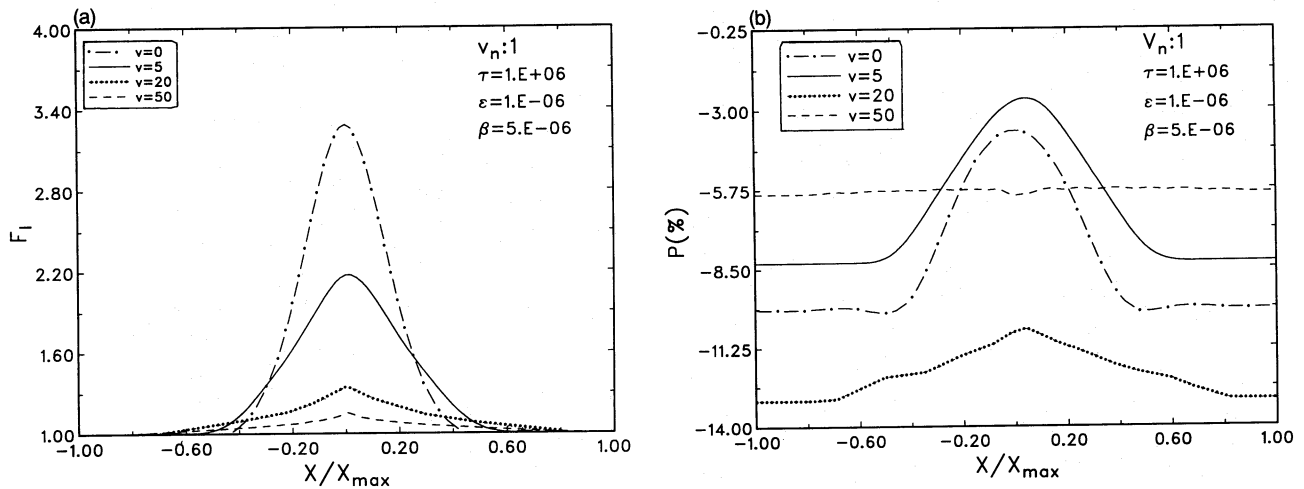 (a)
4.00
3.40
2.80
2.20
1.60
1.00
F_I
v=0
v=5
v=20
v=50
v_n:1
τ=1.E+06
ε=1.E-06
β=5.E-06
-1.00
-0.60
-0.20
0.20
0.60
1.00
X/X_max
(b)
-0.25
-3.00
-5.75
-8.50
-11.25
-14.00
P(%)
v=0
v=5
v=20
v=50
V_n:1
τ=1.E+06
ε=1.E-06
β=5.E-06
-1.00
-0.60
-0.20
0.20
0.60
1.00
X/X_max